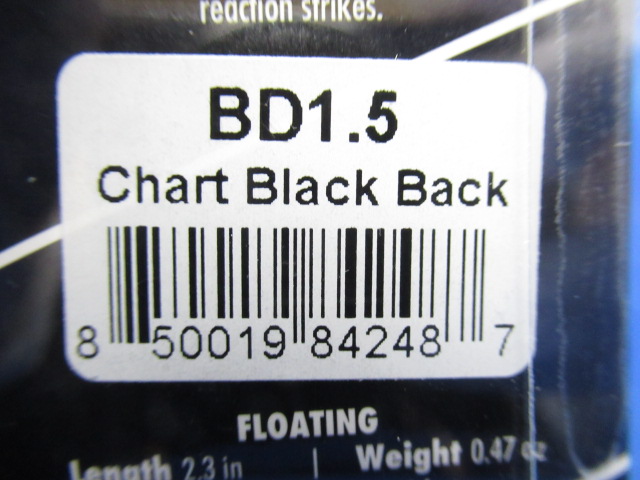 reaction strikes.
BD1.5
Chart Black Back
8 50019 84248 7
FLOATING
Length 2.3 in | Weight 0.47 oz